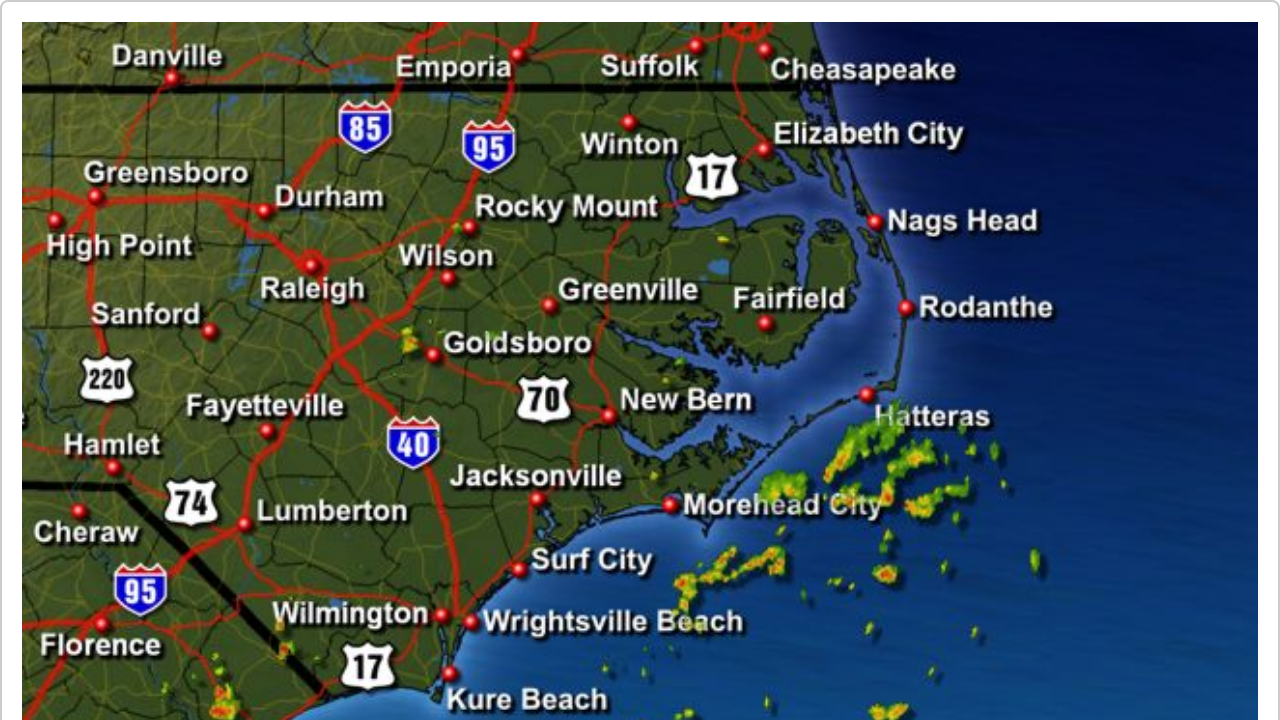 Danville
Emporia
Suffolk
Cheasapeake
85
95
Winton
Elizabeth City
17
Greensboro
Durham
Rocky Mount
Nags Head
High Point
Wilson
Raleigh
Greenville
Fairfield
Rodanthe
Sanford
Goldsboro
220
70
New Bern
Fayetteville
Hatteras
Hamlet
40
Jacksonville
74
Morehead City
Lumberton
Cheraw
Surf City
95
Wilmington
Wrightsville Beach
Florence
17
Kure Beach